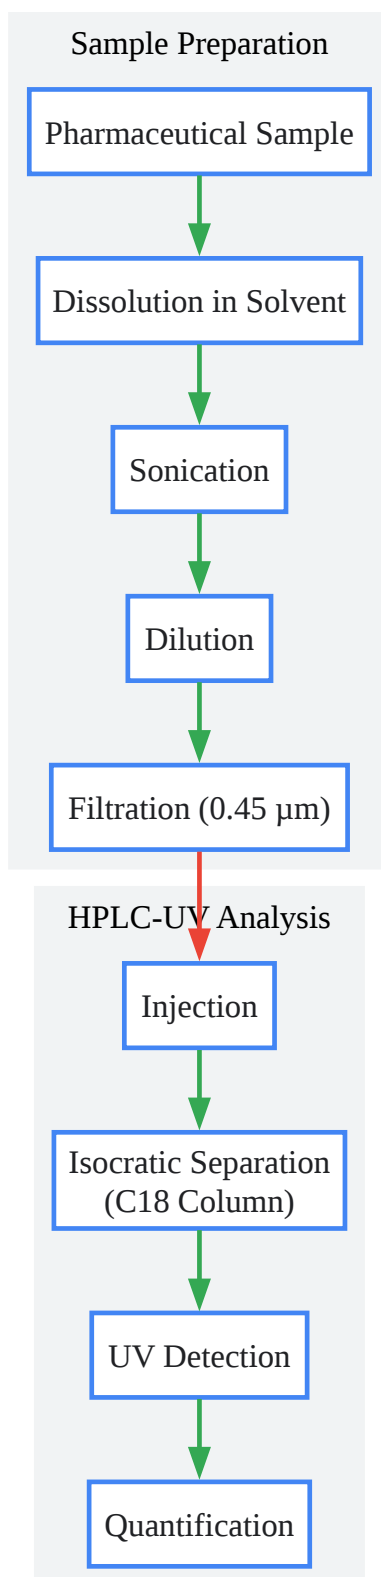 Sample Preparation
Pharmaceutical Sample
Dissolution in Solvent
Sonication
Dilution
Filtration (0.45 µm)
HPLC-UV Analysis
Injection
Isocratic Separation
(C18 Column)
UV Detection
Quantification